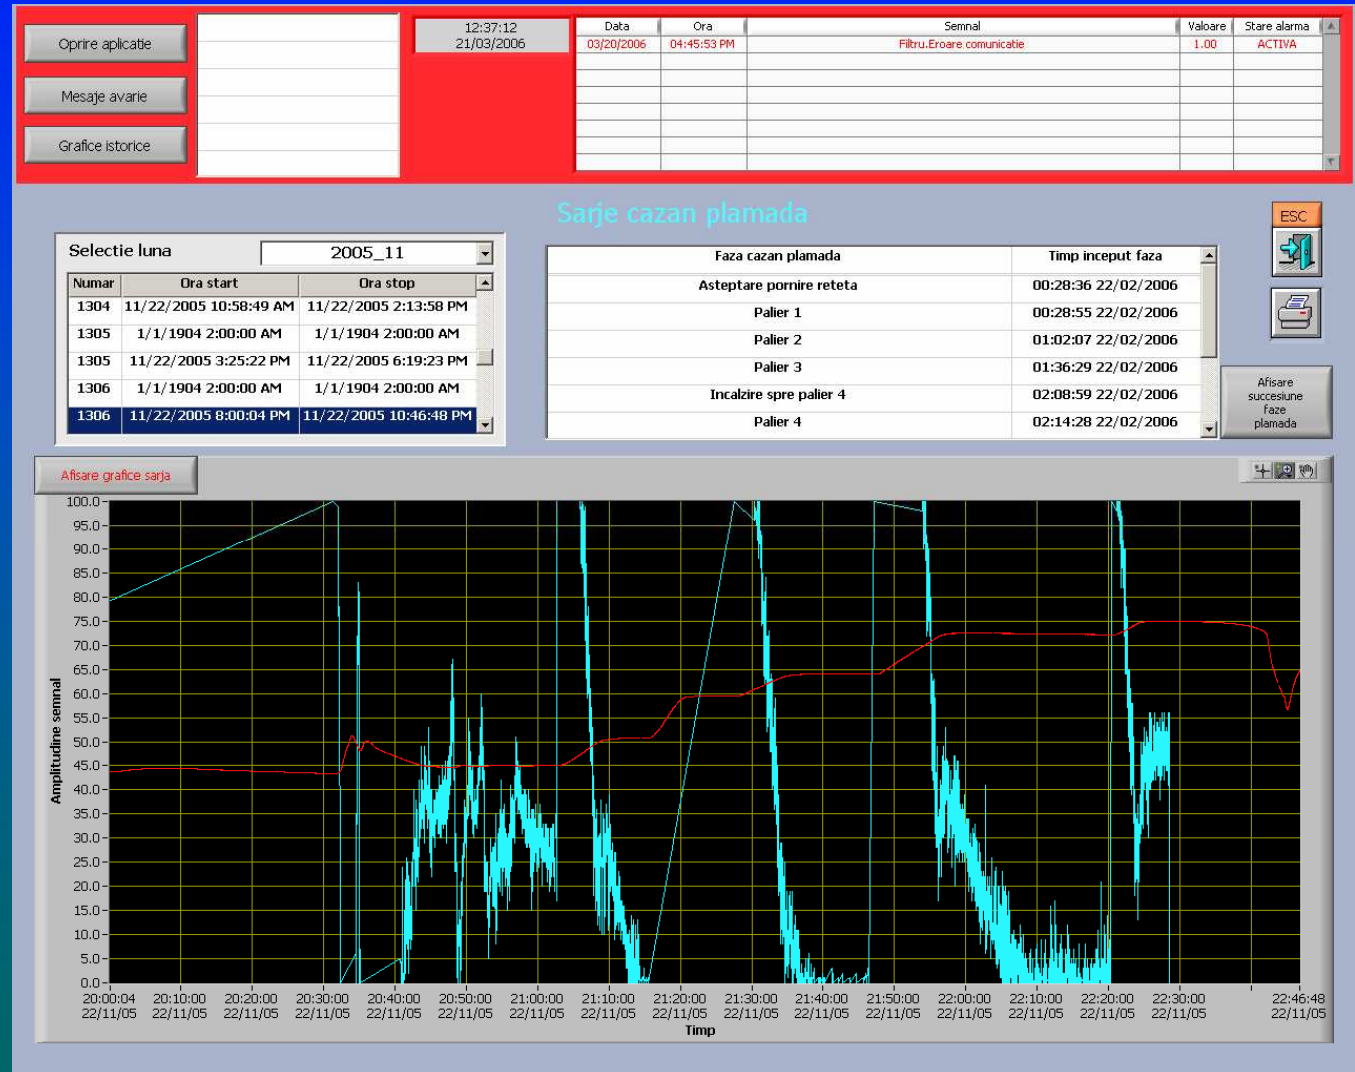 Oprire aplicatie
Mesaje avarie
Grafice istorice
12:37:12
21/03/2006
Data Ora Semnal Valoare Stare alarma
03/20/2006 04:45:53 PM Filtru.Eroare comunicatie 1.00 ACTIVA
Sarje cazan plamada
ESC
Selectie luna 2005_11
Numar Ora start Ora stop
1304 11/22/2005 10:58:49 AM 11/22/2005 2:13:58 PM
1305 1/1/1904 2:00:00 AM 1/1/1904 2:00:00 AM
1305 11/22/2005 3:25:22 PM 11/22/2005 6:19:23 PM
1306 1/1/1904 2:00:00 AM 1/1/1904 2:00:00 AM
1306 11/22/2005 8:00:04 PM 11/22/2005 10:46:48 PM
Faza cazan plamada Timp inceput faza
Asteptare pornire reteta 00:28:36 22/02/2006
Palier 1 00:28:55 22/02/2006
Palier 2 01:02:07 22/02/2006
Palier 3 01:36:29 22/02/2006
Incalzire spre palier 4 02:08:59 22/02/2006
Palier 4 02:14:28 22/02/2006
Afisare
succesiune
faze
plamada
Afisare grafice sarja
100.0
95.0
90.0
85.0
80.0
75.0
70.0
65.0
60.0
55.0
50.0
45.0
40.0
35.0
30.0
25.0
20.0
15.0
10.0
5.0
0.0
Amplitudine semnal
20:00:04 20:10:00 20:20:00 20:30:00 20:40:00 20:50:00 21:00:00 21:10:00 21:20:00 21:30:00 21:40:00 21:50:00 22:00:00 22:10:00 22:20:00 22:30:00 22:46:48
22/11/05 22/11/05 22/11/05 22/11/05 22/11/05 22/11/05 22/11/05 22/11/05 22/11/05 22/11/05 22/11/05 22/11/05 22/11/05 22/11/05 22/11/05 22/11/05 22/11/05
Timp